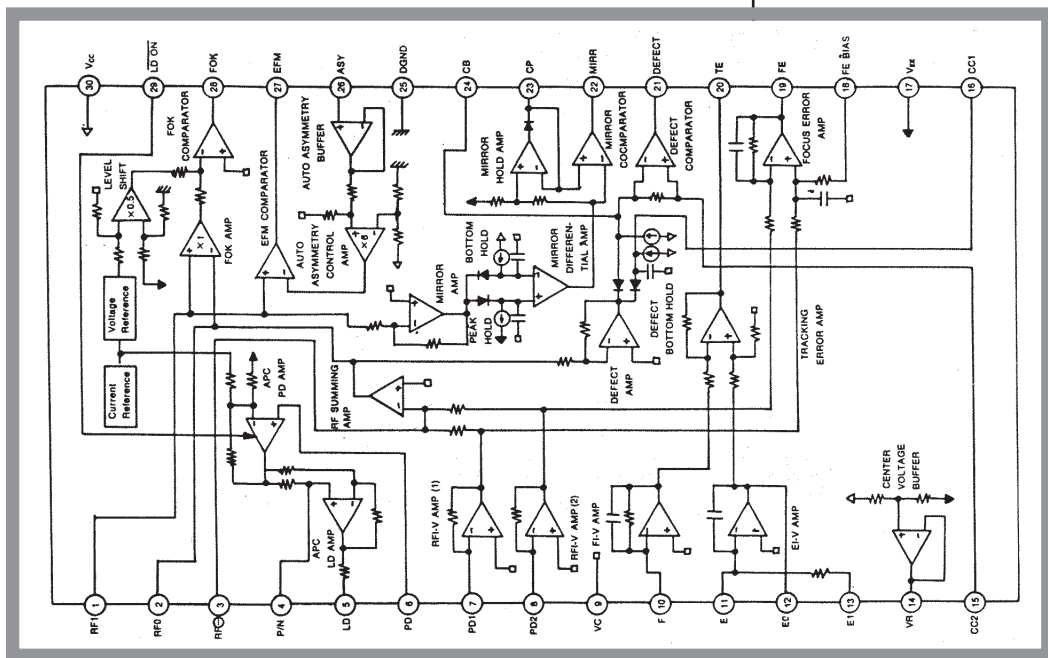 30 29 28 27 26 25 24 23 22 21 20 19 18 17 16
Vcc
LD ON
FOK
EFM
ASY
DGND
CB
CP
MIRR
DEFECT
TE
FE
FE BIAS
VEE
CC1
LEVEL
SHIFT
× 0.5
FOK
COMPARATOR
Voltage
Reference
Current
Reference
× 1
FOK AMP
EFM COMPARATOR
AUTO ASYMMETRY
BUFFER
AUTO
ASYMMETRY
CONTROL
AMP
× 6
MIRROR
AMP
BOTTOM
HOLD
PEAK
HOLD
MIRROR
DIFFEREN-
TIAL AMP
MIRROR
HOLD AMP
MIRROR
COCMPARATOR
DEFECT
COMPARATOR
APC
PD AMP
APC
LD AMP
RF SUMMING
AMP
DEFECT
AMP
DEFECT
BOTTOM HOLD
TRACKING
ERROR AMP
FOCUS ERROR
AMP
RFI-V AMP (1)
RFI-V AMP (2)
FI-V AMP
EI-V AMP
CENTER
VOLTAGE
BUFFER
1 2 3 4 5 6 7 8 9 10 11 12 13 14 15
RF1
RF0
RF-
P/N
LD
PD
PD1
PD2
VC
F
E
E0
E1
VR
CC2